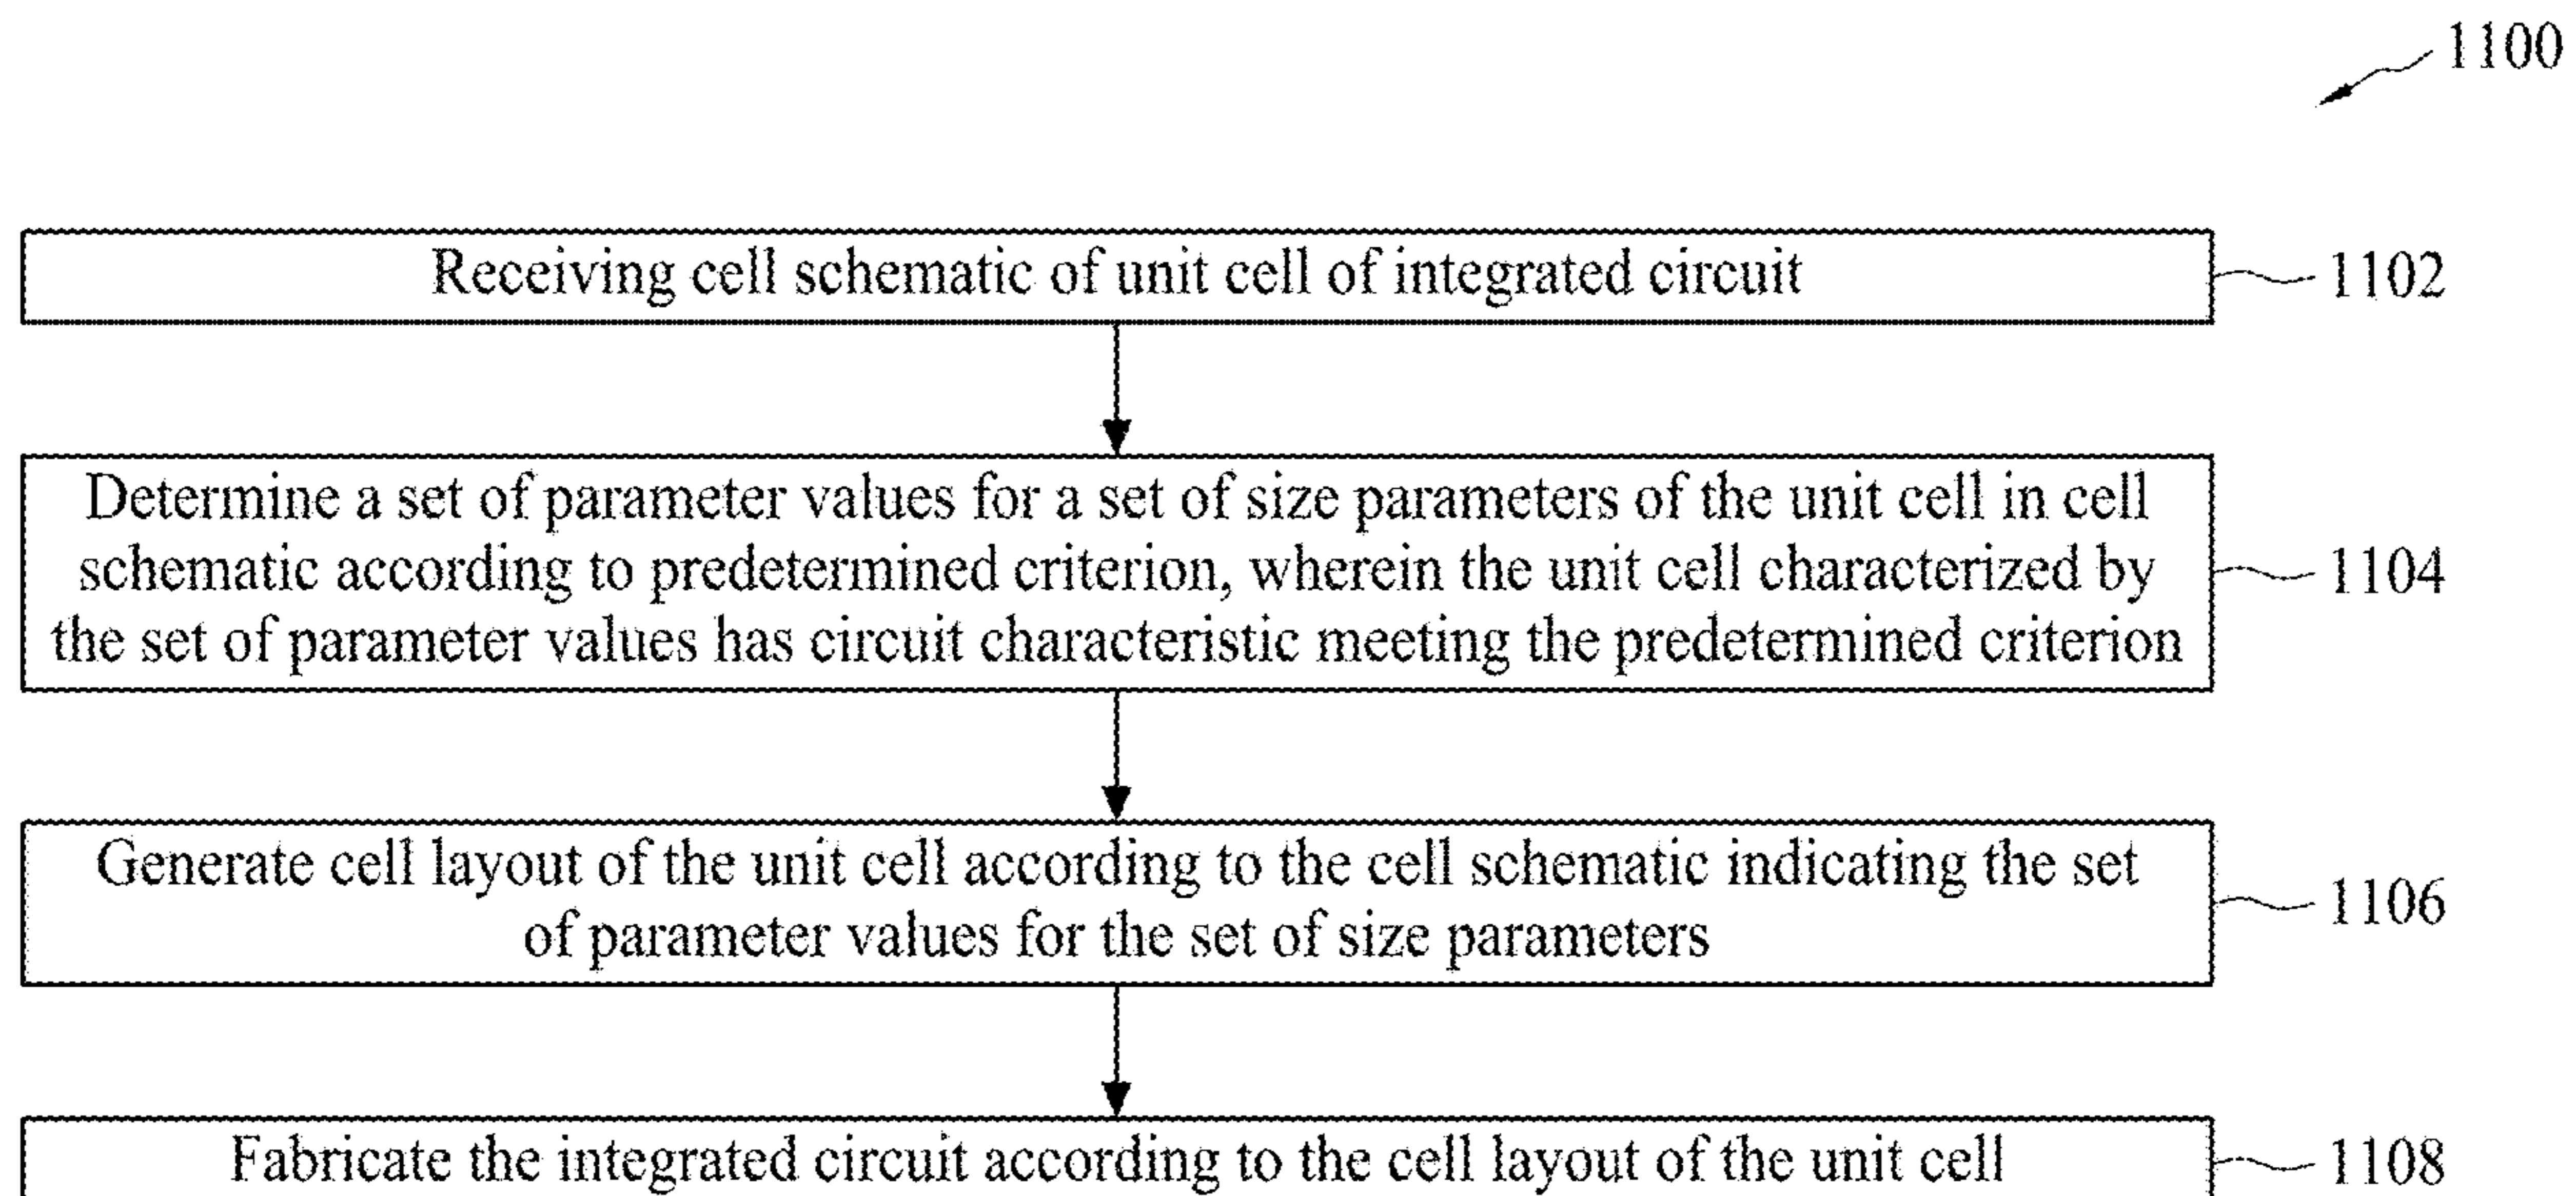 1100
Receiving cell schematic of unit cell of integrated circuit
1102
Determine a set of parameter values for a set of size parameters of the unit cell in cell
schematic according to predetermined criterion, wherein the unit cell characterized by
the set of parameter values has circuit characteristic meeting the predetermined criterion
1104
Generate cell layout of the unit cell according to the cell schematic indicating the set
of parameter values for the set of size parameters
1106
Fabricate the integrated circuit according to the cell layout of the unit cell
1108